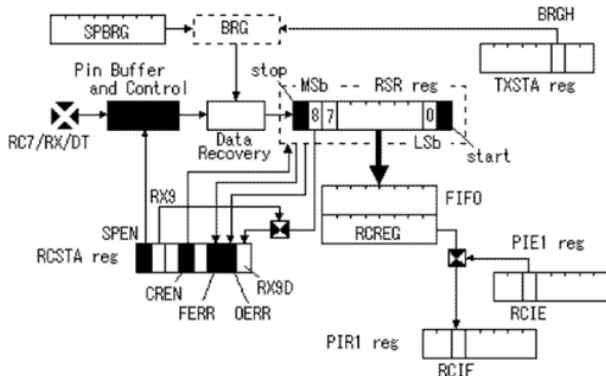 SPBRG
BRG
BRGH
TXSTA reg
Pin Buffer
and Control
stop
MSb
RSR reg
8 7
0
LSb
start
RC7/RX/DT
Data
Recovery
RX9
SPEN
RCSTA reg
CREN
FERR
OERR
RX9D
FIFO
RCREG
PIE1 reg
RCIE
PIR1 reg
RCIF